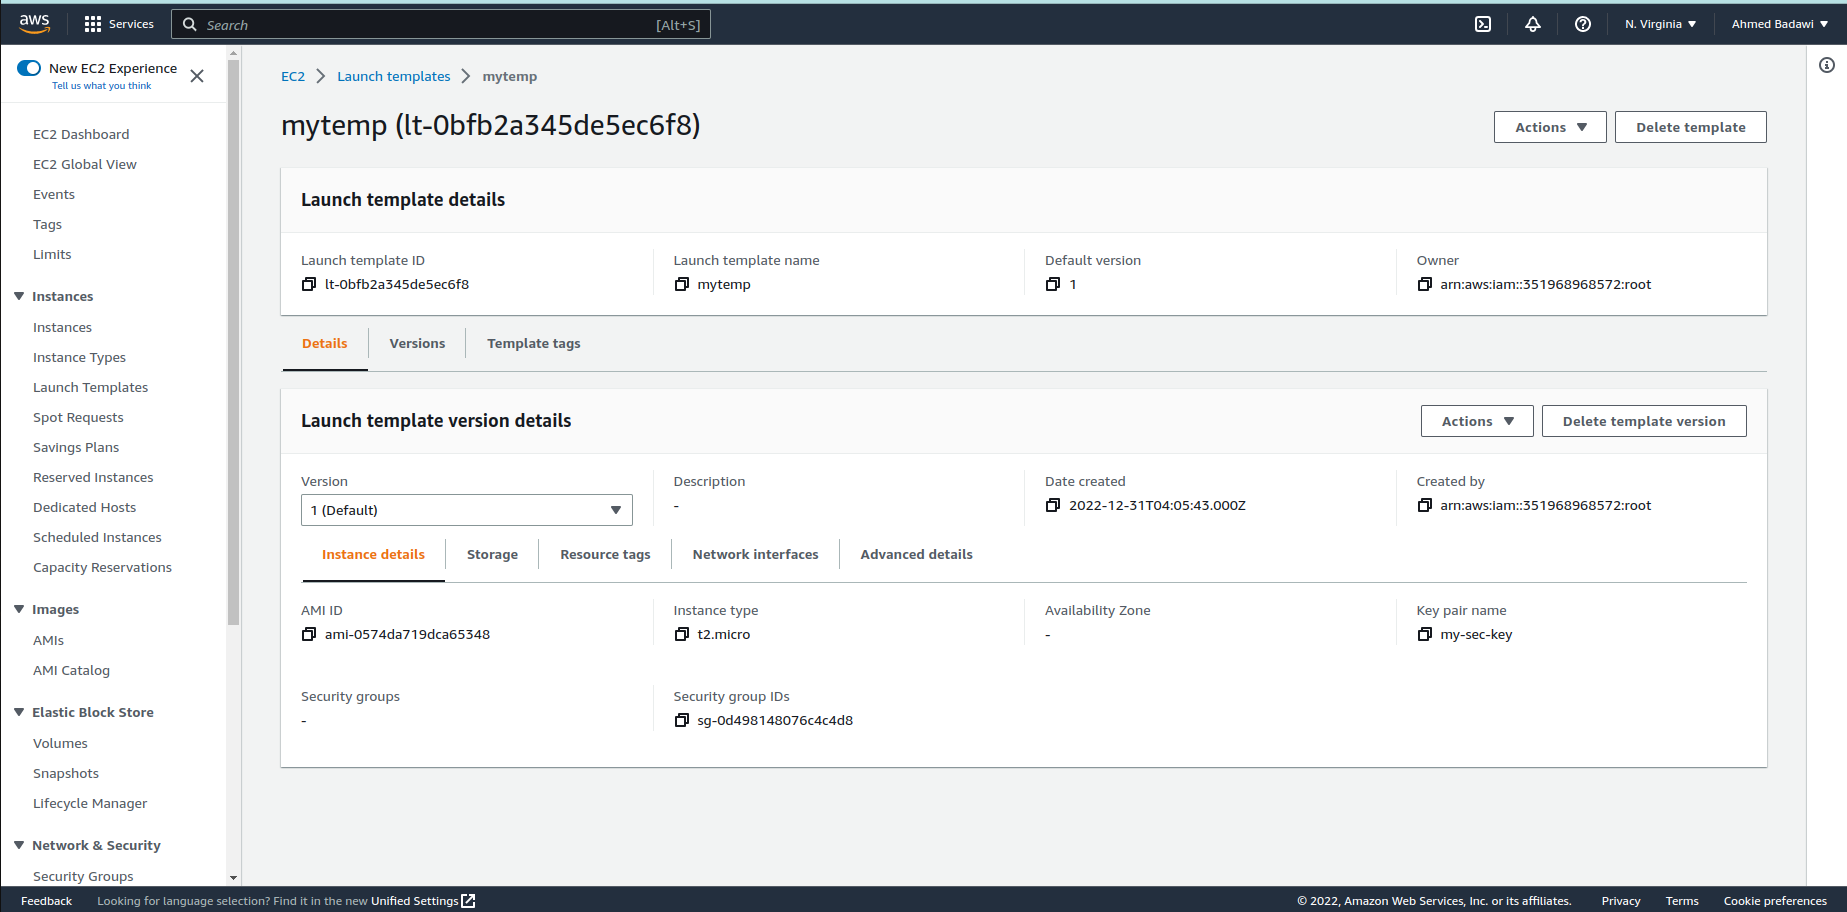 aws
Services
Search
[Alt+S]
N. Virginia
Ahmed Badawi
New EC2 Experience
Tell us what you think
EC2 Dashboard
EC2 Global View
Events
Tags
Limits
Instances
Instances
Instance Types
Launch Templates
Spot Requests
Savings Plans
Reserved Instances
Dedicated Hosts
Scheduled Instances
Capacity Reservations
Images
AMIs
AMI Catalog
Elastic Block Store
Volumes
Snapshots
Lifecycle Manager
Network & Security
Security Groups
EC2 > Launch templates > mytemp
mytemp (lt-0bfb2a345de5ec6f8)
Actions
Delete template
Launch template details
Launch template ID
lt-0bfb2a345de5ec6f8
Launch template name
mytemp
Default version
1
Owner
arn:aws:iam::351968968572:root
Details
Versions
Template tags
Launch template version details
Actions
Delete template version
Version
1 (Default)
Description
-
Date created
2022-12-31T04:05:43.000Z
Created by
arn:aws:iam::351968968572:root
Instance details
Storage
Resource tags
Network interfaces
Advanced details
AMI ID
ami-0574da719dca65348
Instance type
t2.micro
Availability Zone
-
Key pair name
my-sec-key
Security groups
-
Security group IDs
sg-0d498148076c4c4d8
Feedback
Looking for language selection? Find it in the new Unified Settings
© 2022, Amazon Web Services, Inc. or its affiliates.
Privacy
Terms
Cookie preferences